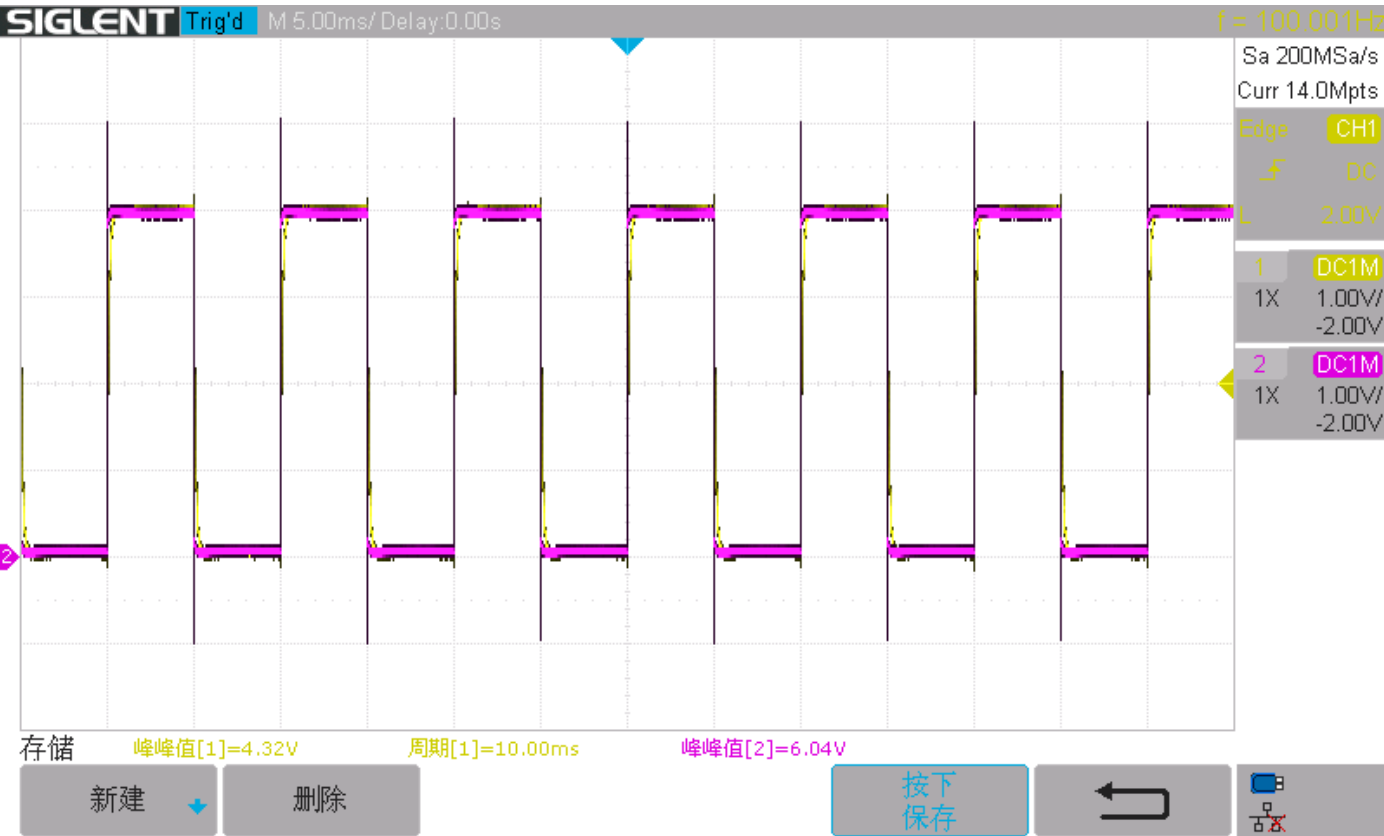 SIGLENT Trig'd M 5.00ms/ Delay:0.00s f = 100.001Hz
Sa 200MSa/s
Curr 14.0Mpts
Edge CH1
DC
L 2.00V
1 DC1M
1X 1.00V/
-2.00V
2 DC1M
1X 1.00V/
-2.00V
2
存储 峰峰值[1]=4.32V 周期[1]=10.00ms 峰峰值[2]=6.04V
新建 删除 按下
保存